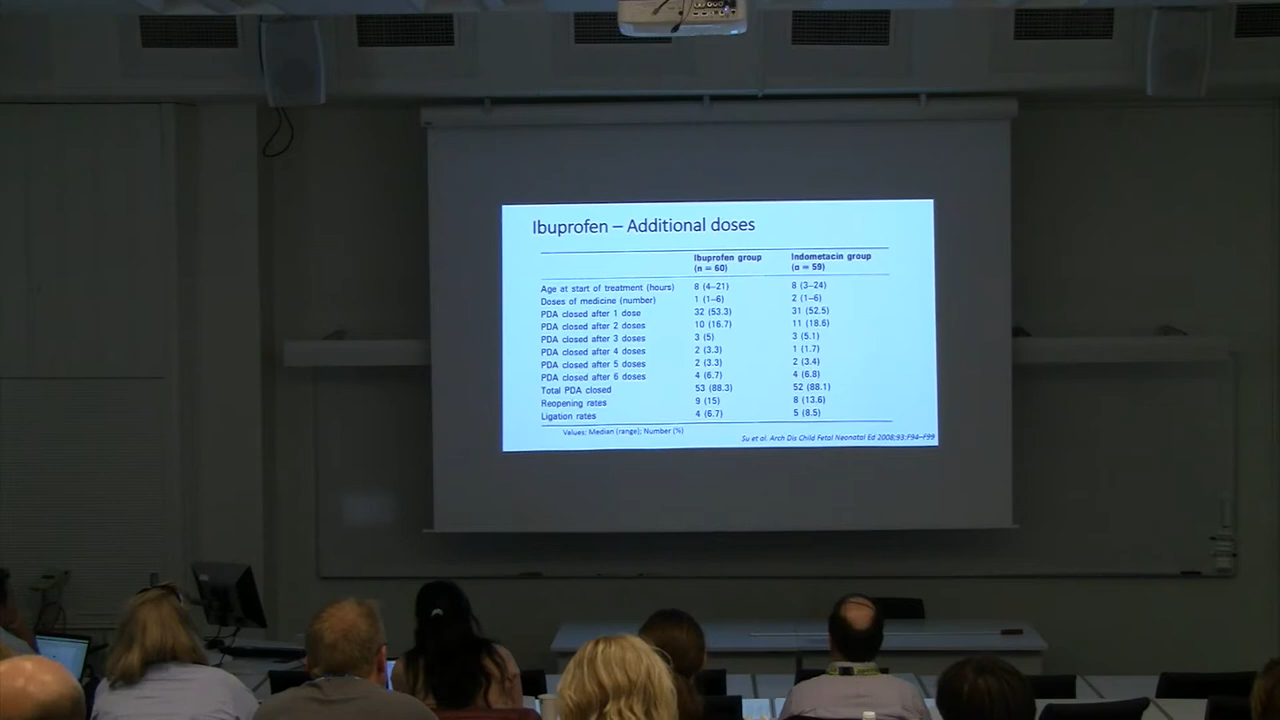 Ibuprofen – Additional doses
Ibuprofen group Indometacin group
(n = 60) (n = 59)
Age at start of treatment (hours) 8 (4–21) 8 (3–24)
Doses of medicine (number) 1 (1–6) 2 (1–6)
PDA closed after 1 dose 32 (53.3) 31 (52.5)
PDA closed after 2 doses 10 (16.7) 11 (18.6)
PDA closed after 3 doses 3 (5) 3 (5.1)
PDA closed after 4 doses 2 (3.3) 1 (1.7)
PDA closed after 5 doses 2 (3.3) 2 (3.4)
PDA closed after 6 doses 4 (6.7) 4 (6.8)
Total PDA closed 53 (88.3) 52 (88.1)
Reopening rates 9 (15) 8 (13.6)
Ligation rates 4 (6.7) 5 (8.5)
Values: Median (range); Number (%)
Su et al. Arch Dis Child Fetal Neonatal Ed 2008;93:F94–F99